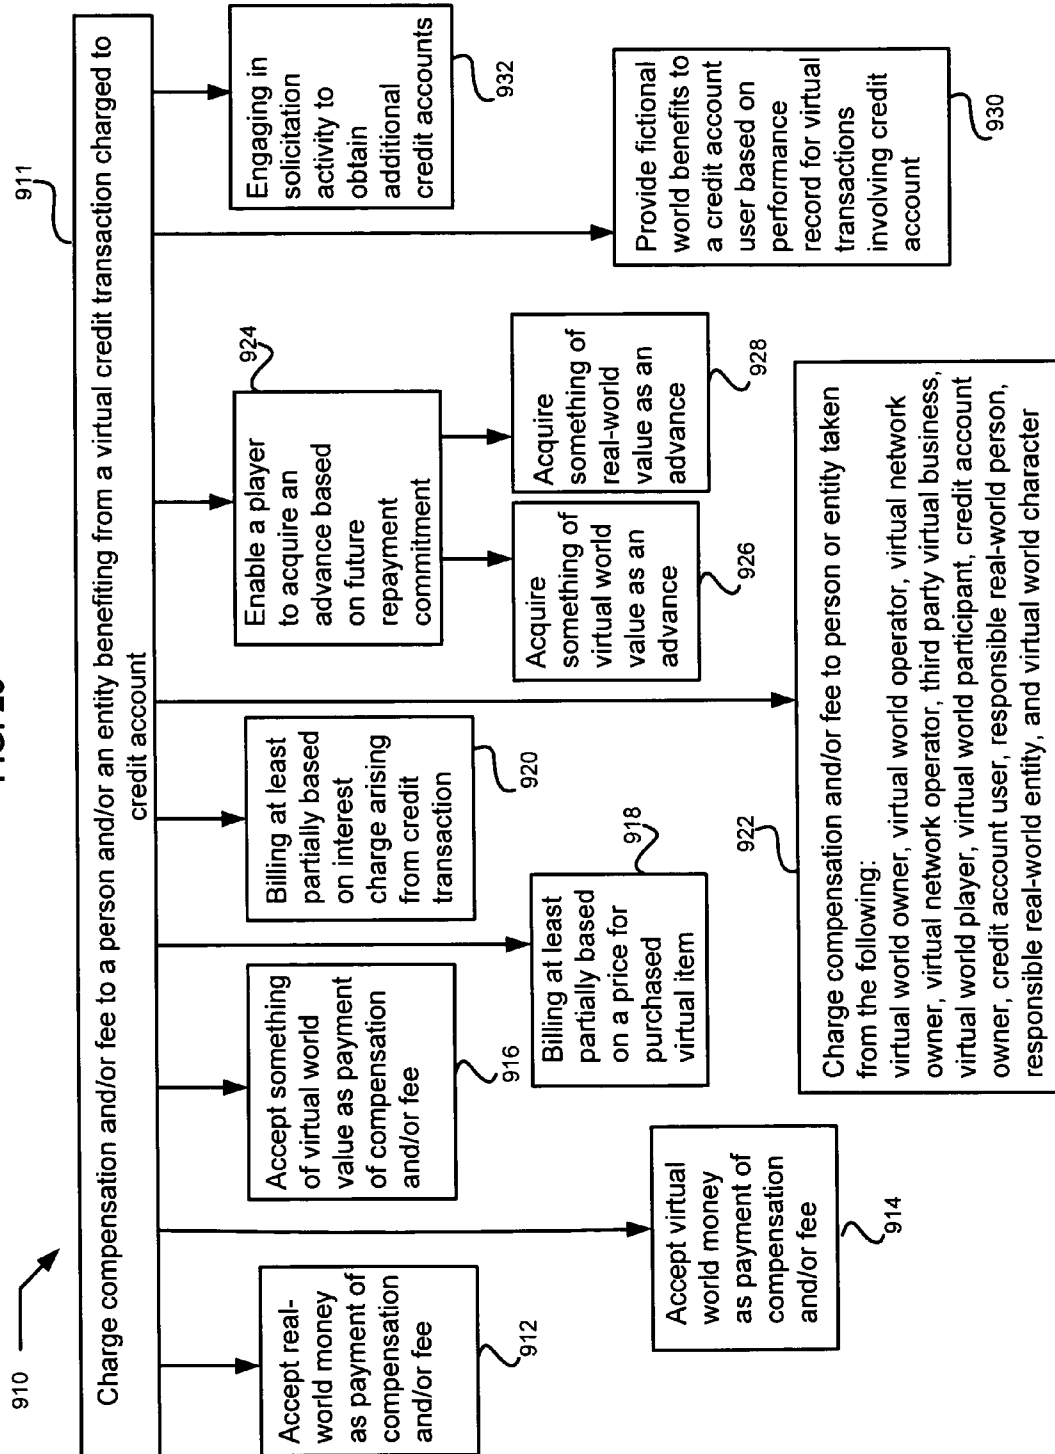 910
911
Charge compensation and/or fee to a person and/or an entity benefiting from a virtual credit transaction charged to
credit account
Accept real-
world money
as payment of
compensation
and/or fee
912
Accept virtual
world money
as payment of
compensation
and/or fee
914
Accept something
of virtual world
value as payment
of compensation
and/or fee
916
Billing at least
partially based
on a price for
purchased
virtual item
918
Billing at least
partially based
on interest
charge arising
from credit
transaction
920
922
Charge compensation and/or fee to person or entity taken
from the following:
virtual world owner, virtual world operator, virtual network
owner, virtual network operator, third party virtual business,
virtual world player, virtual world participant, credit account
owner, credit account user, responsible real-world person,
responsible real-world entity, and virtual world character
Enable a player
to acquire an
advance based
on future
repayment
commitment
924
Acquire
something of
virtual world
value as an
advance
926
Acquire
something of
real-world
value as an
advance
928
Provide fictional
world benefits to
a credit account
user based on
performance
record for virtual
transactions
involving credit
account
930
Engaging in
solicitation
activity to
obtain
additional
credit accounts
932